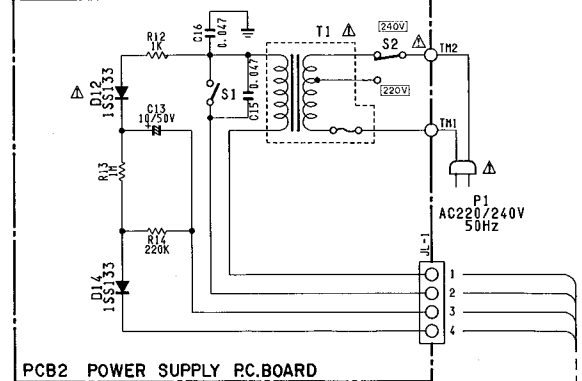 C16
0.047
R12
1K
T1
240V
S2
TM2
D12
1SS133
S1
C15
0.047
220V
C13
+
10/50V
TM1
R13
1M
P1
AC220/240V
50Hz
R14
220K
JL-1
D14
1SS133
1
2
3
4
PCB2 POWER SUPPLY P.C.BOARD